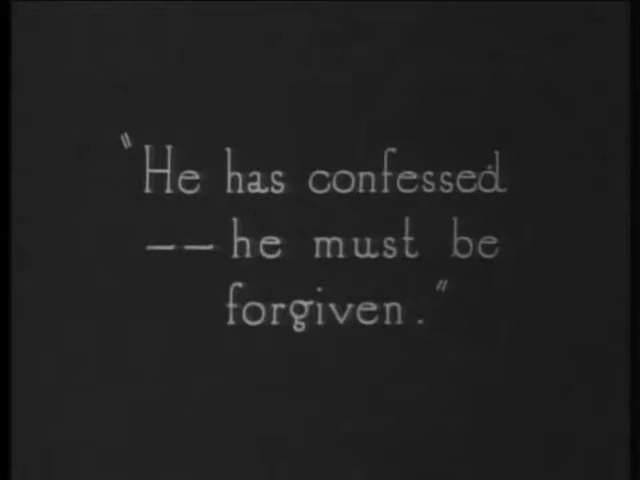 "He has confessed
—— he must be
forgiven."